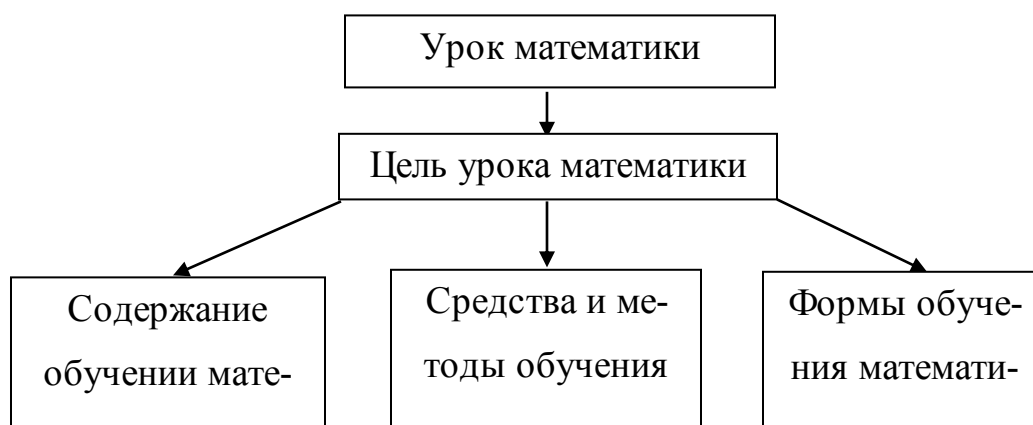 Урок математики
Цель урока математики
Содержание
обучении мате-
Средства и ме-
тоды обучения
Формы обуче-
ния математи-